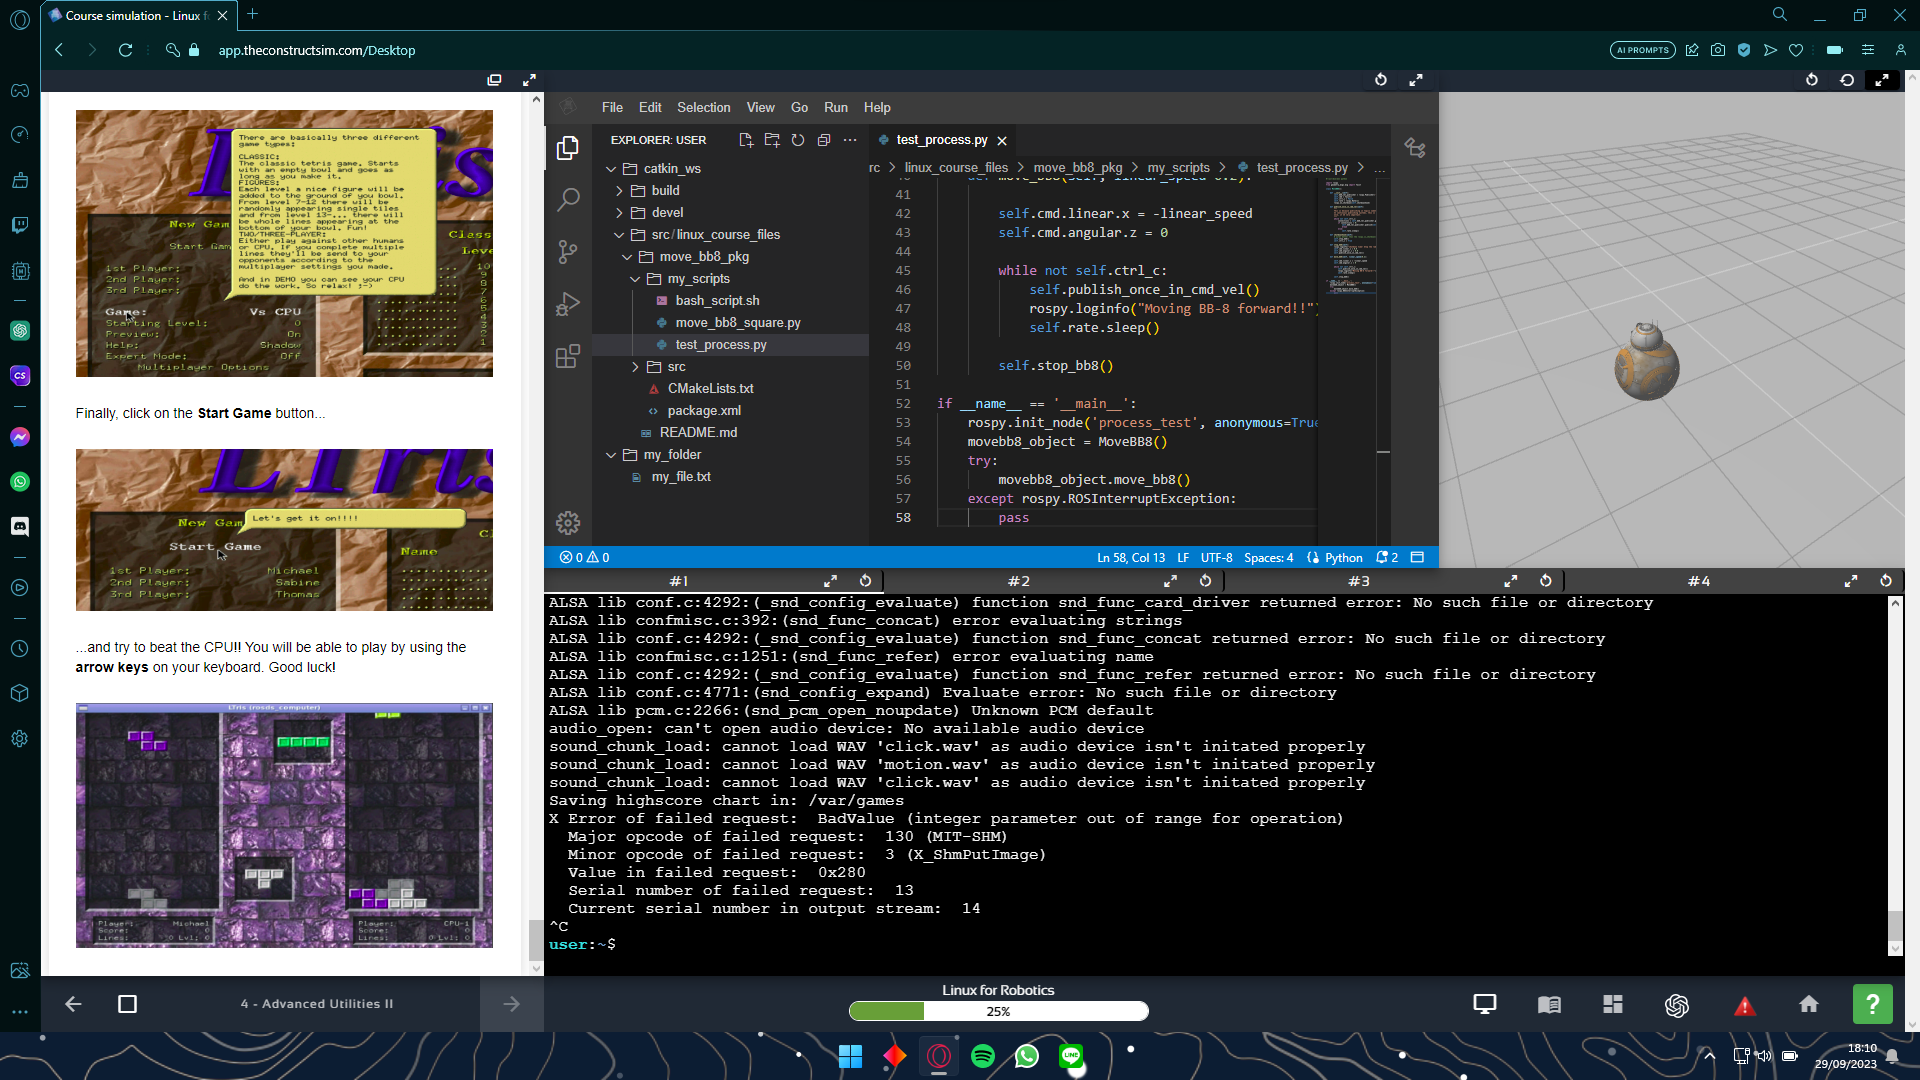 Course simulation - Linux f
app.theconstructsim.com/Desktop
AI PROMPTS
There are basically three different
game types:
CLASSIC:
The classic tetris game. Starts
with an empty bowl and goes as
long as you make it.
FIGURES:
Each level a nice figure will be
added to the ground of you bowl.
From level 7-12 there will be
randomly appearing single tiles
and from level 13-... there will
be whole lines appearing at the
bottom of your bowl. Fun!
TWO/THREE-PLAYER:
Either play against other humans
or CPU. If you complete multiple
lines they'll be send to your
opponents according to the
multiplayer settings you made.
And in DEMO you can see your CPU
do the work. So relax! ;-)
New Gam
Start Gam
1st Player:
2nd Player:
3rd Player:
Game: Vs CPU
Starting Level: 0
Preview: On
Help: Shadow
Expert Mode: Off
Multiplayer Options
Finally, click on the Start Game button...
New Gam
Let's get it on!!!!
Start Game
Name
1st Player: Michael
2nd Player: Sabine
3rd Player: Thomas
...and try to beat the CPU!! You will be able to play by using the
arrow keys on your keyboard. Good luck!
LTris (rosds_computer)
Player: Michael
Score: 0
Lines: 0 Lvl: 0
Player: CPU-1
Score: 0
Lines: 0 Lvl: 0
4 - Advanced Utilities II
File Edit Selection View Go Run Help
EXPLORER: USER
catkin_ws
build
devel
src/linux_course_files
move_bb8_pkg
my_scripts
bash_script.sh
move_bb8_square.py
test_process.py
src
CMakeLists.txt
package.xml
README.md
my_folder
my_file.txt
test_process.py
rc > linux_course_files > move_bb8_pkg > my_scripts > test_process.py > ...
41
42 self.cmd.linear.x = -linear_speed
43 self.cmd.angular.z = 0
44
45 while not self.ctrl_c:
46 self.publish_once_in_cmd_vel()
47 rospy.loginfo("Moving BB-8 forward!!")
48 self.rate.sleep()
49
50 self.stop_bb8()
51
52 if __name__ == '__main__':
53 rospy.init_node('process_test', anonymous=True
54 movebb8_object = MoveBB8()
55 try:
56 movebb8_object.move_bb8()
57 except rospy.ROSInterruptException:
58 pass
0 0
Ln 58, Col 13 LF UTF-8 Spaces: 4 Python 2
#1 #2 #3 #4
ALSA lib conf.c:4292:(_snd_config_evaluate) function snd_func_card_driver returned error: No such file or directory
ALSA lib confmisc.c:392:(snd_func_concat) error evaluating strings
ALSA lib conf.c:4292:(_snd_config_evaluate) function snd_func_concat returned error: No such file or directory
ALSA lib confmisc.c:1251:(snd_func_refer) error evaluating name
ALSA lib conf.c:4292:(_snd_config_evaluate) function snd_func_refer returned error: No such file or directory
ALSA lib conf.c:4771:(snd_config_expand) Evaluate error: No such file or directory
ALSA lib pcm.c:2266:(snd_pcm_open_noupdate) Unknown PCM default
audio_open: can't open audio device: No available audio device
sound_chunk_load: cannot load WAV 'click.wav' as audio device isn't initated properly
sound_chunk_load: cannot load WAV 'motion.wav' as audio device isn't initated properly
sound_chunk_load: cannot load WAV 'click.wav' as audio device isn't initated properly
Saving highscore chart in: /var/games
X Error of failed request:  BadValue (integer parameter out of range for operation)
Major opcode of failed request:  130 (MIT-SHM)
Minor opcode of failed request:  3 (X_ShmPutImage)
Value in failed request:  0x280
Serial number of failed request:  13
Current serial number in output stream:  14
^C
user:~$
Linux for Robotics
25%
?
18:10
29/09/2023